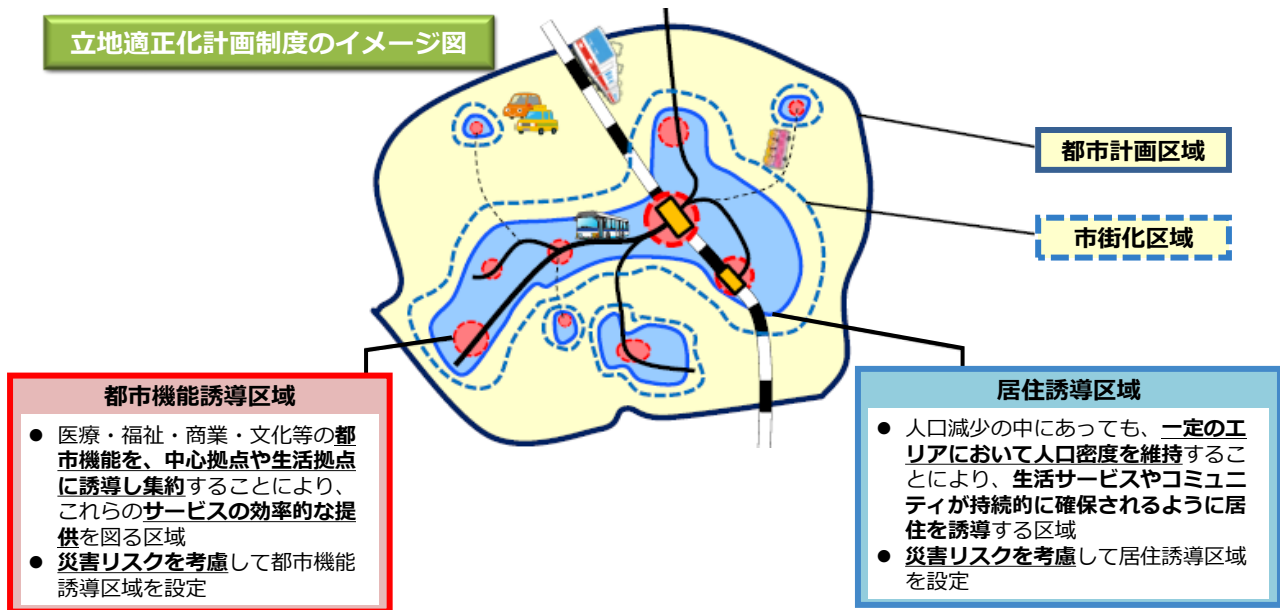 立地適正化計画制度のイメージ図
都市計画区域
市街化区域
都市機能誘導区域
● 医療・福祉・商業・文化等の都
市機能を、中心拠点や生活拠点
に誘導し集約することにより、
これらのサービスの効率的な提
供を図る区域
● 災害リスクを考慮して都市機能
誘導区域を設定
居住誘導区域
● 人口減少の中にあっても、一定のエ
リアにおいて人口密度を維持するこ
とにより、生活サービスやコミュニ
ティが持続的に確保されるように居
住を誘導する区域
● 災害リスクを考慮して居住誘導区域
を設定